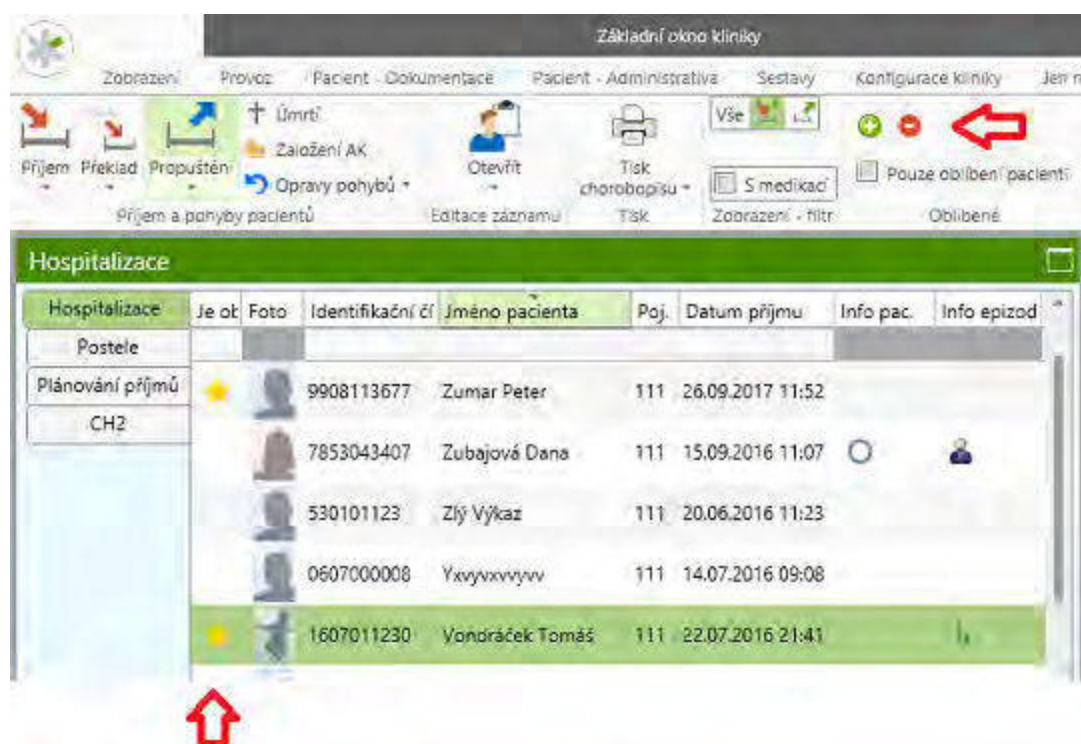 Základní okno kliniky
Zobrazení Provoz Pacient - Dokumentace Pacient - Administrativa Sestavy Konfigurace kliniky Jen
Příjem Překlad Propuštění
Úmrtí
Založení AK
Opravy pohybů
Otevřít
Tisk chorobopisu
Vše
S medikací
Pouze oblíbení pacienti
Příjem a pohyby pacientů Editace záznamu Tisk Zobrazení - filtr Oblíbené
Hospitalizace
Hospitalizace
Postele
Plánování příjmů
CH2
Je ob Foto Identifikační čí Jméno pacienta Poj. Datum příjmu Info pac. Info epizod
9908113677 Zumar Peter 111 26.09.2017 11:52
7853043407 Zubajová Dana 111 15.09.2016 11:07
530101123 Zlý Výkaz 111 20.06.2016 11:23
0607000008 111 14.07.2016 09:08
1607011230 Vondráček Tomáš 111 22.07.2016 21:41